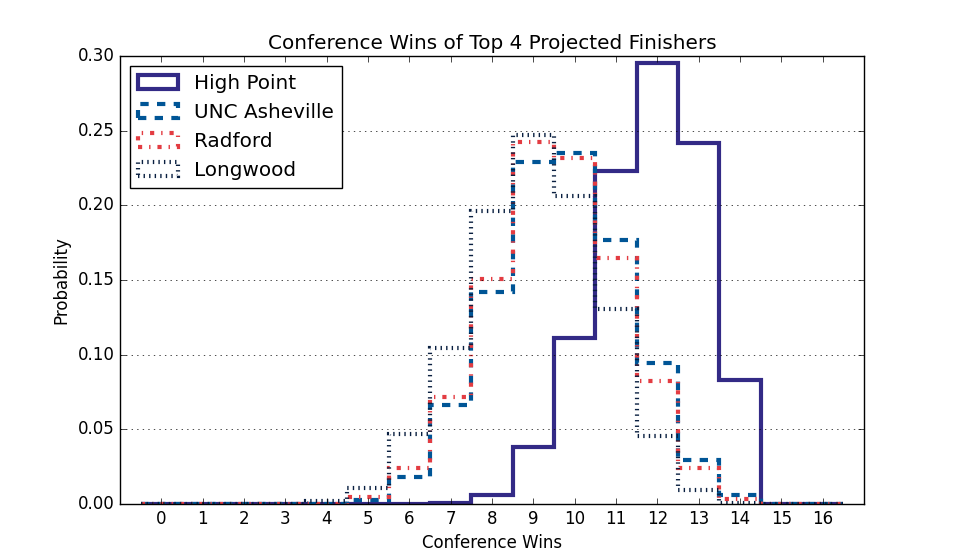 Conference Wins of Top 4 Projected Finishers
High Point
UNC Asheville
Radford
Longwood
Probability
0.30
0.25
0.20
0.15
0.10
0.05
0.00
0 1 2 3 4 5 6 7 8 9 10 11 12 13 14 15 16
Conference Wins